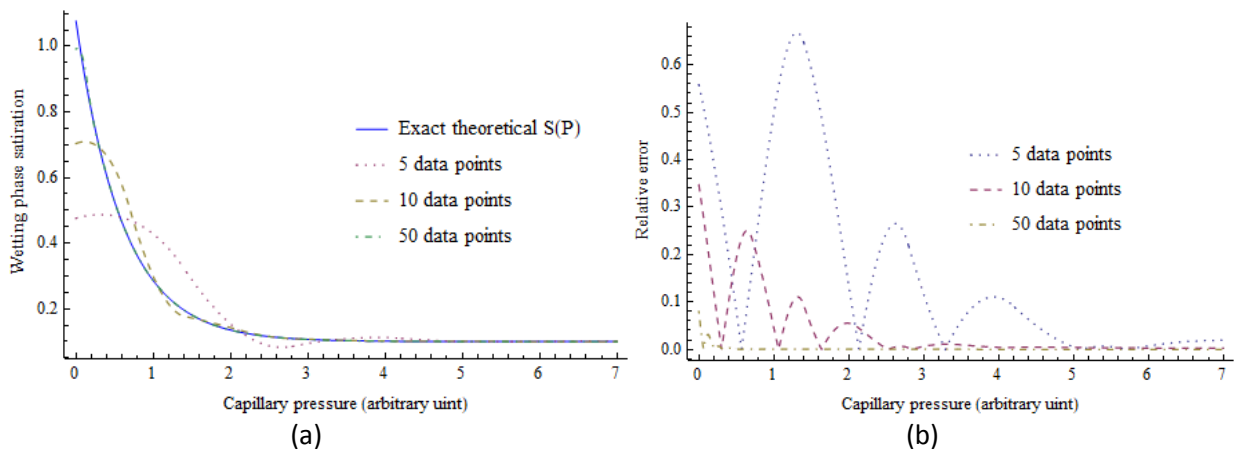 Wetting phase satiration
1.0
0.8
0.6
0.4
0.2
Exact theoretical S(P)
5 data points
10 data points
50 data points
0 1 2 3 4 5 6 7
Capillary pressure (arbitrary uint)
(a)
Relative error
0.6
0.5
0.4
0.3
0.2
0.1
0.0
5 data points
10 data points
50 data points
0 1 2 3 4 5 6 7
Capillary pressure (arbitrary uint)
(b)